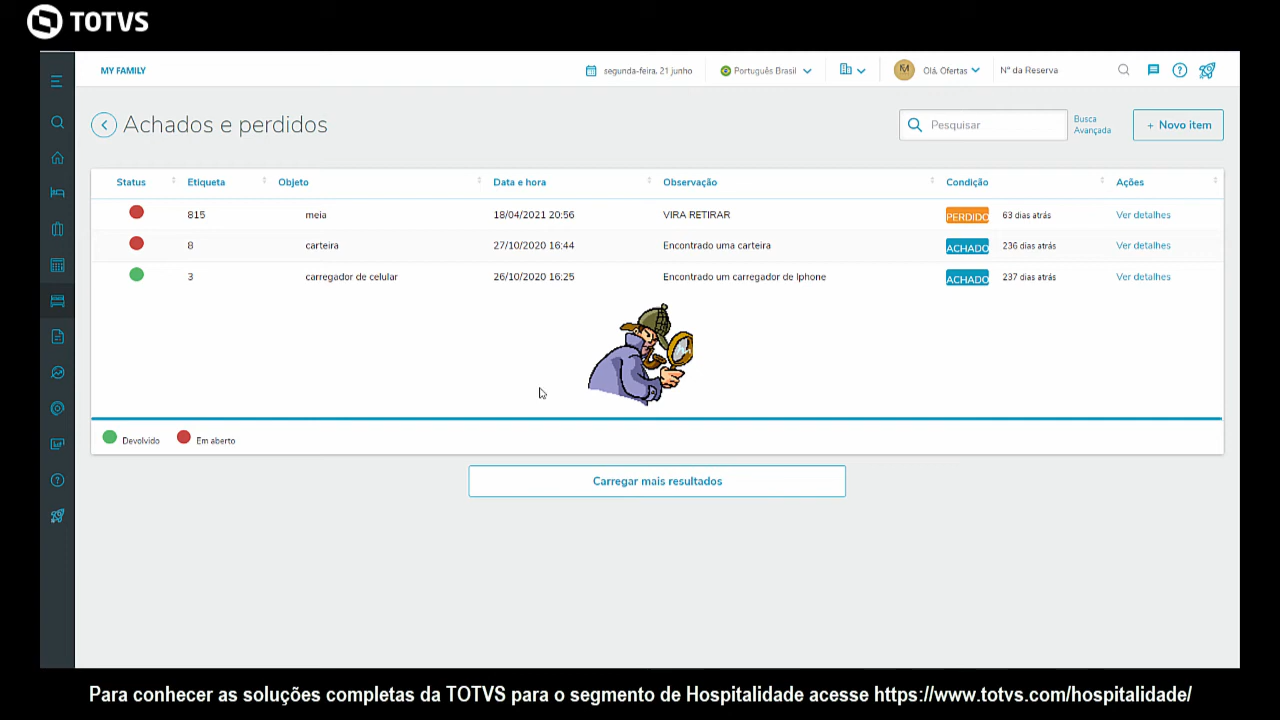 TOTVS
MY FAMILY
segunda-feira, 21 junho
Português Brasil
Olá, Ofertas
Nº da Reserva
Achados e perdidos
Pesquisar
Busca
Avançada
+ Novo item
Status Etiqueta Objeto Data e hora Observação Condição Ações
815 meia 18/04/2021 20:56 VIRA RETIRAR PERDIDO 63 dias atrás Ver detalhes
8 carteira 27/10/2020 16:44 Encontrado uma carteira ACHADO 236 dias atrás Ver detalhes
3 carregador de celular 26/10/2020 16:25 Encontrado um carregador de Iphone ACHADO 237 dias atrás Ver detalhes
Devolvido Em aberto
Carregar mais resultados
Para conhecer as soluções completas da TOTVS para o segmento de Hospitalidade acesse https://www.totvs.com/hospitalidade/